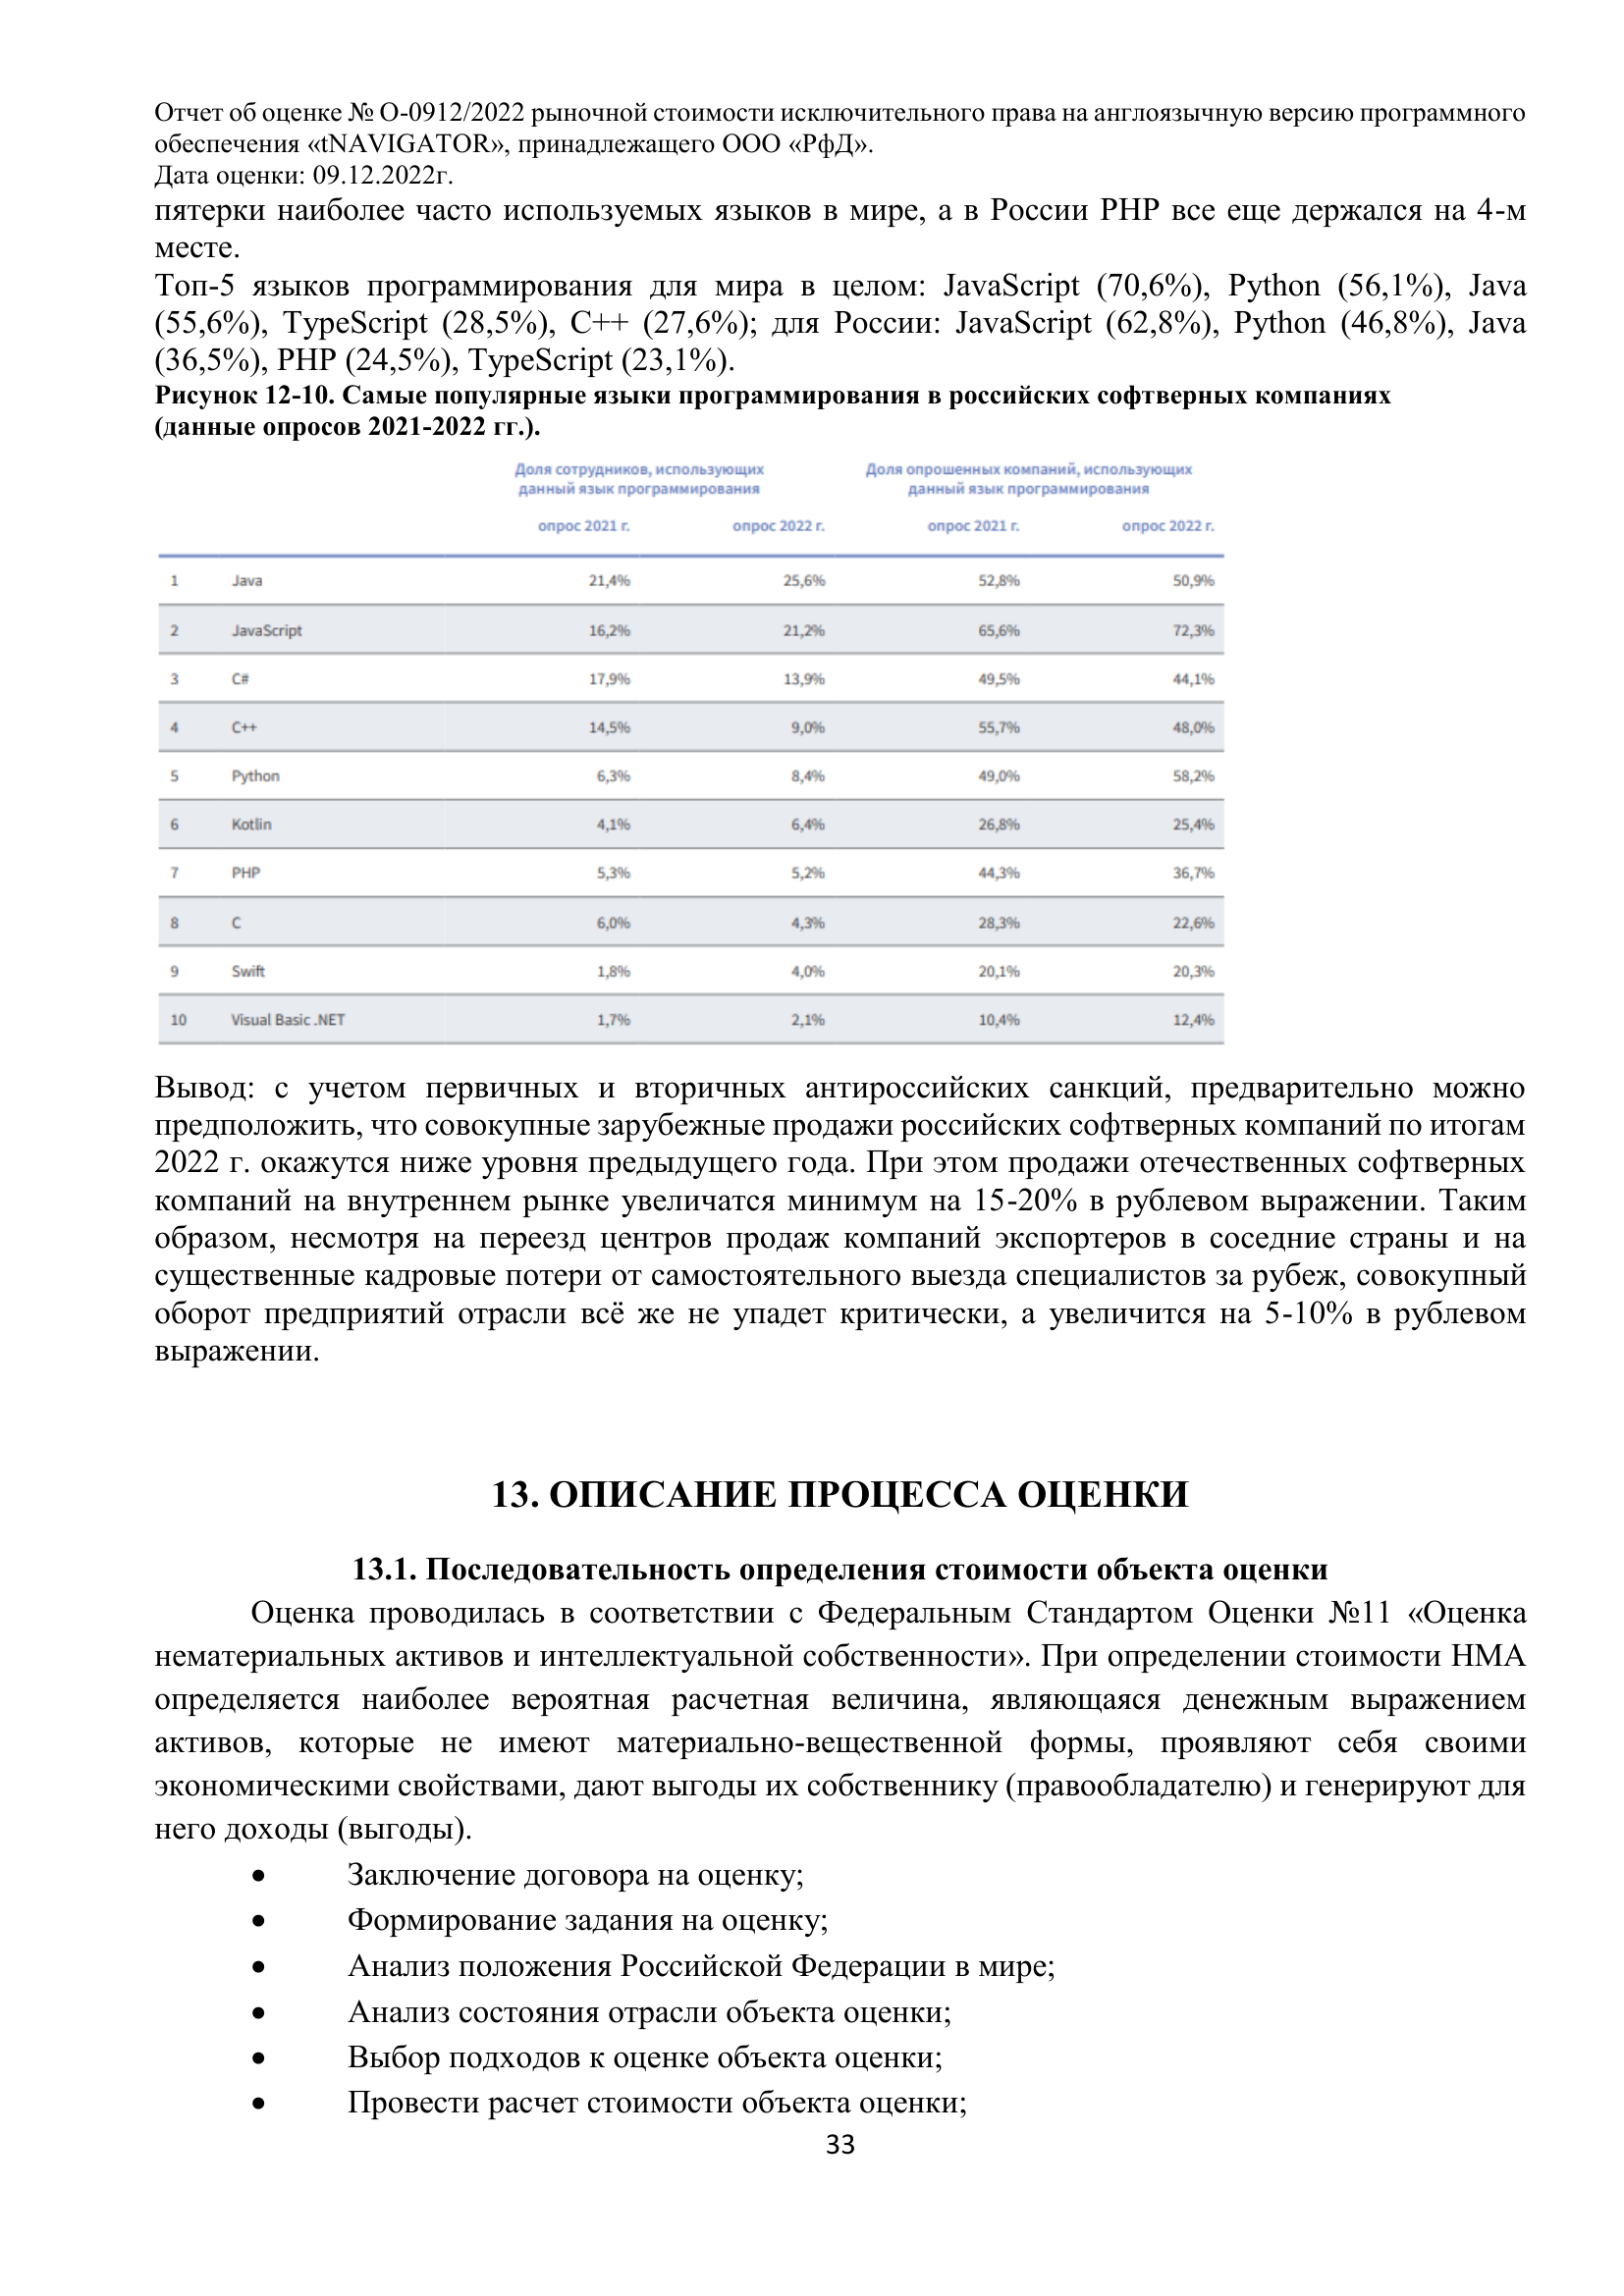 Отчет об оценке № О-0912/2022 рыночной стоимости исключительного права на англоязычную версию программного
обеспечения «tNAVIGATOR», принадлежащего ООО «РфД».
Дата оценки: 09.12.2022г.
пятерки наиболее часто используемых языков в мире, а в России PHP все еще держался на 4-м
месте.
Топ-5 языков программирования для мира в целом: JavaScript (70,6%), Python (56,1%), Java
(55,6%), TypeScript (28,5%), C++ (27,6%); для России: JavaScript (62,8%), Python (46,8%), Java
(36,5%), PHP (24,5%), TypeScript (23,1%).
Рисунок 12-10. Самые популярные языки программирования в российских софтверных компаниях
(данные опросов 2021-2022 гг.).
Доля сотрудников, использующих Доля опрошенных компаний, использующих
данный язык программирования данный язык программирования
опрос 2021 г. опрос 2022 г. опрос 2021 г. опрос 2022 г.
1 Java 21,4% 25,6% 52,8% 50,9%
2 JavaScript 16,2% 21,2% 65,6% 72,3%
3 C# 17,9% 13,9% 49,5% 44,1%
4 C++ 14,5% 9,0% 55,7% 48,0%
5 Python 6,3% 8,4% 49,0% 58,2%
6 Kotlin 4,1% 6,4% 26,8% 25,4%
7 PHP 5,3% 5,2% 44,3% 36,7%
8 C 6,0% 4,3% 28,3% 22,6%
9 Swift 1,8% 4,0% 20,1% 20,3%
10 Visual Basic .NET 1,7% 2,1% 10,4% 12,4%
Вывод: с учетом первичных и вторичных антироссийских санкций, предварительно можно
предположить, что совокупные зарубежные продажи российских софтверных компаний по итогам
2022 г. окажутся ниже уровня предыдущего года. При этом продажи отечественных софтверных
компаний на внутреннем рынке увеличатся минимум на 15-20% в рублевом выражении. Таким
образом, несмотря на переезд центров продаж компаний экспортеров в соседние страны и на
существенные кадровые потери от самостоятельного выезда специалистов за рубеж, совокупный
оборот предприятий отрасли всё же не упадет критически, а увеличится на 5-10% в рублевом
выражении.
13. ОПИСАНИЕ ПРОЦЕССА ОЦЕНКИ
13.1. Последовательность определения стоимости объекта оценки
Оценка проводилась в соответствии с Федеральным Стандартом Оценки №11 «Оценка
нематериальных активов и интеллектуальной собственности». При определении стоимости НМА
определяется наиболее вероятная расчетная величина, являющаяся денежным выражением
активов, которые не имеют материально-вещественной формы, проявляют себя своими
экономическими свойствами, дают выгоды их собственнику (правообладателю) и генерируют для
него доходы (выгоды).
• Заключение договора на оценку;
• Формирование задания на оценку;
• Анализ положения Российской Федерации в мире;
• Анализ состояния отрасли объекта оценки;
• Выбор подходов к оценке объекта оценки;
• Провести расчет стоимости объекта оценки;
33